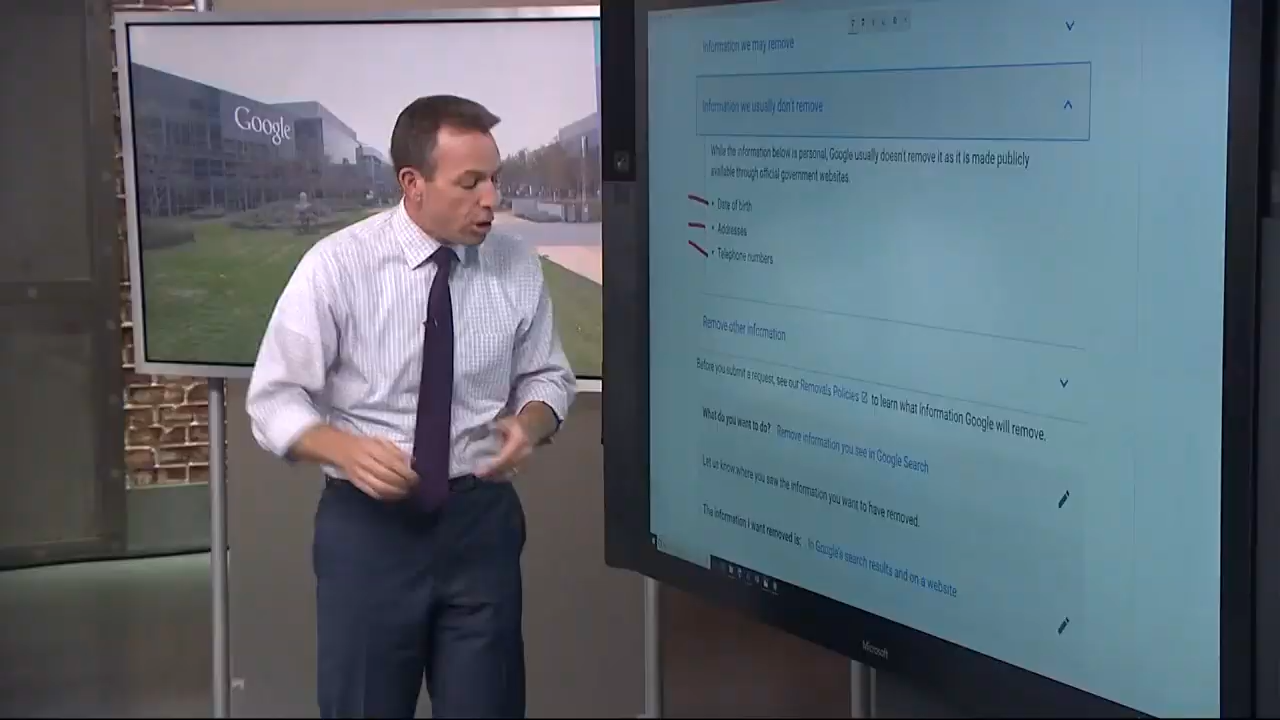 Google
Information we may remove
Information we usually don't remove
While the information below is personal, Google usually doesn't remove it as it is made publicly
available through official government websites.
• Date of birth
• Addresses
• Telephone numbers
Remove other information
Before you submit a request, see our Removals Policies to learn what information Google will remove.
What do you want to do? Remove information you see in Google Search
Let us know where you saw the information you want to have removed.
The information I want removed is: In Google's search results and on a website
Microsoft